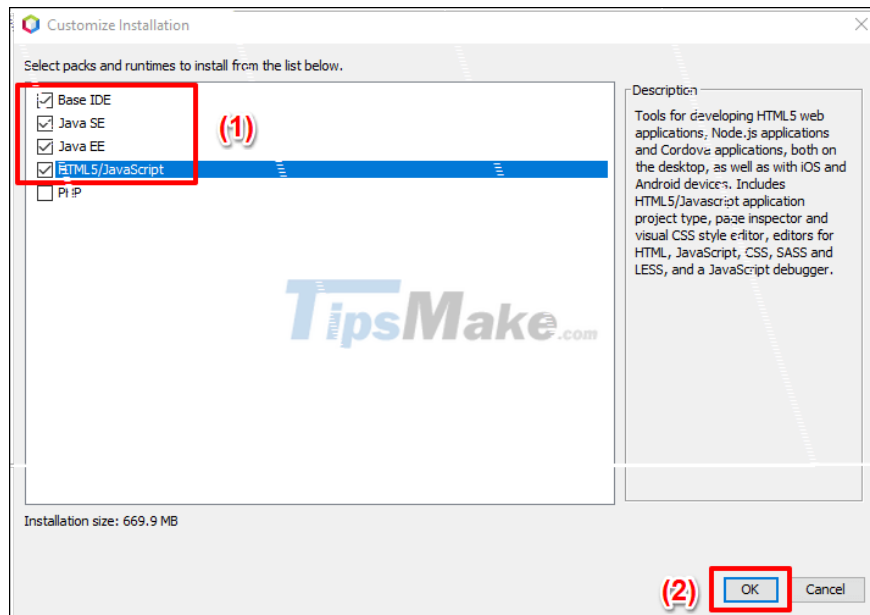 Customize Installation
Select packs and runtimes to install from the list below.
Base IDE
Java SE
Java EE
HTML5/JavaScript
PHP
(1)
Description
Tools for developing HTML5 web
applications, Node.js applications
and Cordova applications, both on
the desktop, as well as with iOS and
Android devices. Includes
HTML5/Javascript application
project type, page inspector and
visual CSS style editor, editors for
HTML, JavaScript, CSS, SASS and
LESS, and a JavaScript debugger.
TipsMake.com
Installation size: 669.9 MB
(2)
OK
Cancel